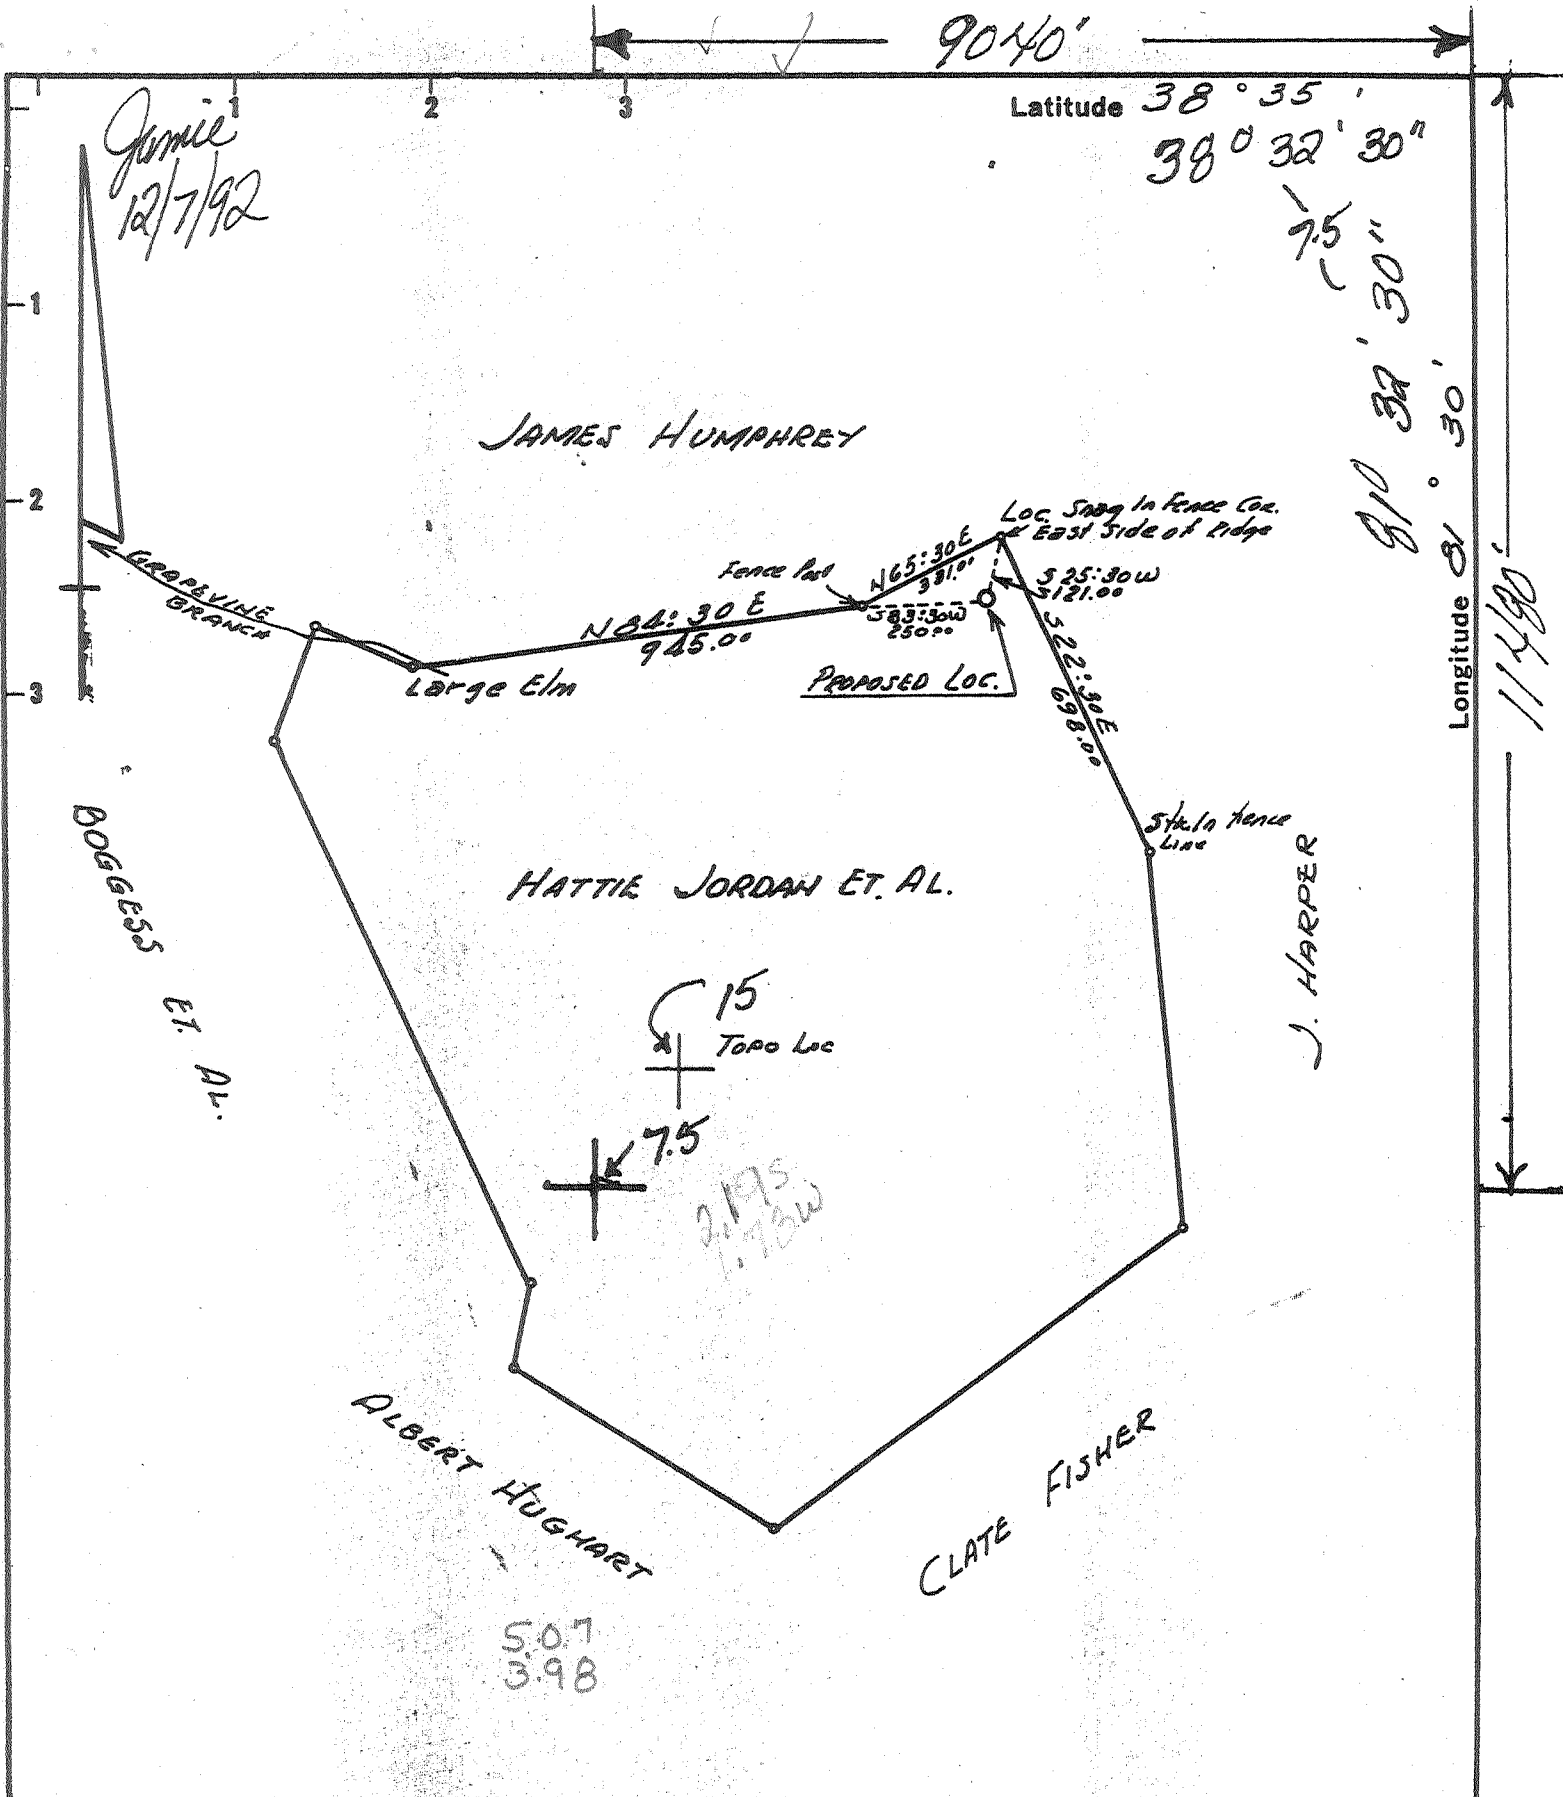 9040'
1 2 3
Latitude 38 ° 35 '
38° 32' 30"
7.5
81° 32' 30"
Longitude 81 ° 30'
11480'
Jamie
12/7/92
1
2
3
JAMES HUMPHREY
Loc. Snag In Fence Cor.
East Side of Ridge
Fence Post
N65:30E
S25:30W
S121.00
S83:30W
250.00
N84:30 E
945.00
GRAPEVINE
BRANCH
Large Elm
PROPOSED LOC.
S22:30E
698.00
Stk. In Fence
Line
BOGGESS ET. AL.
HATTIE JORDAN ET. AL.
J. HARPER
15
Topo Loc
7.5
ALBERT HUGHART
CLATE FISHER
5.07
3.98